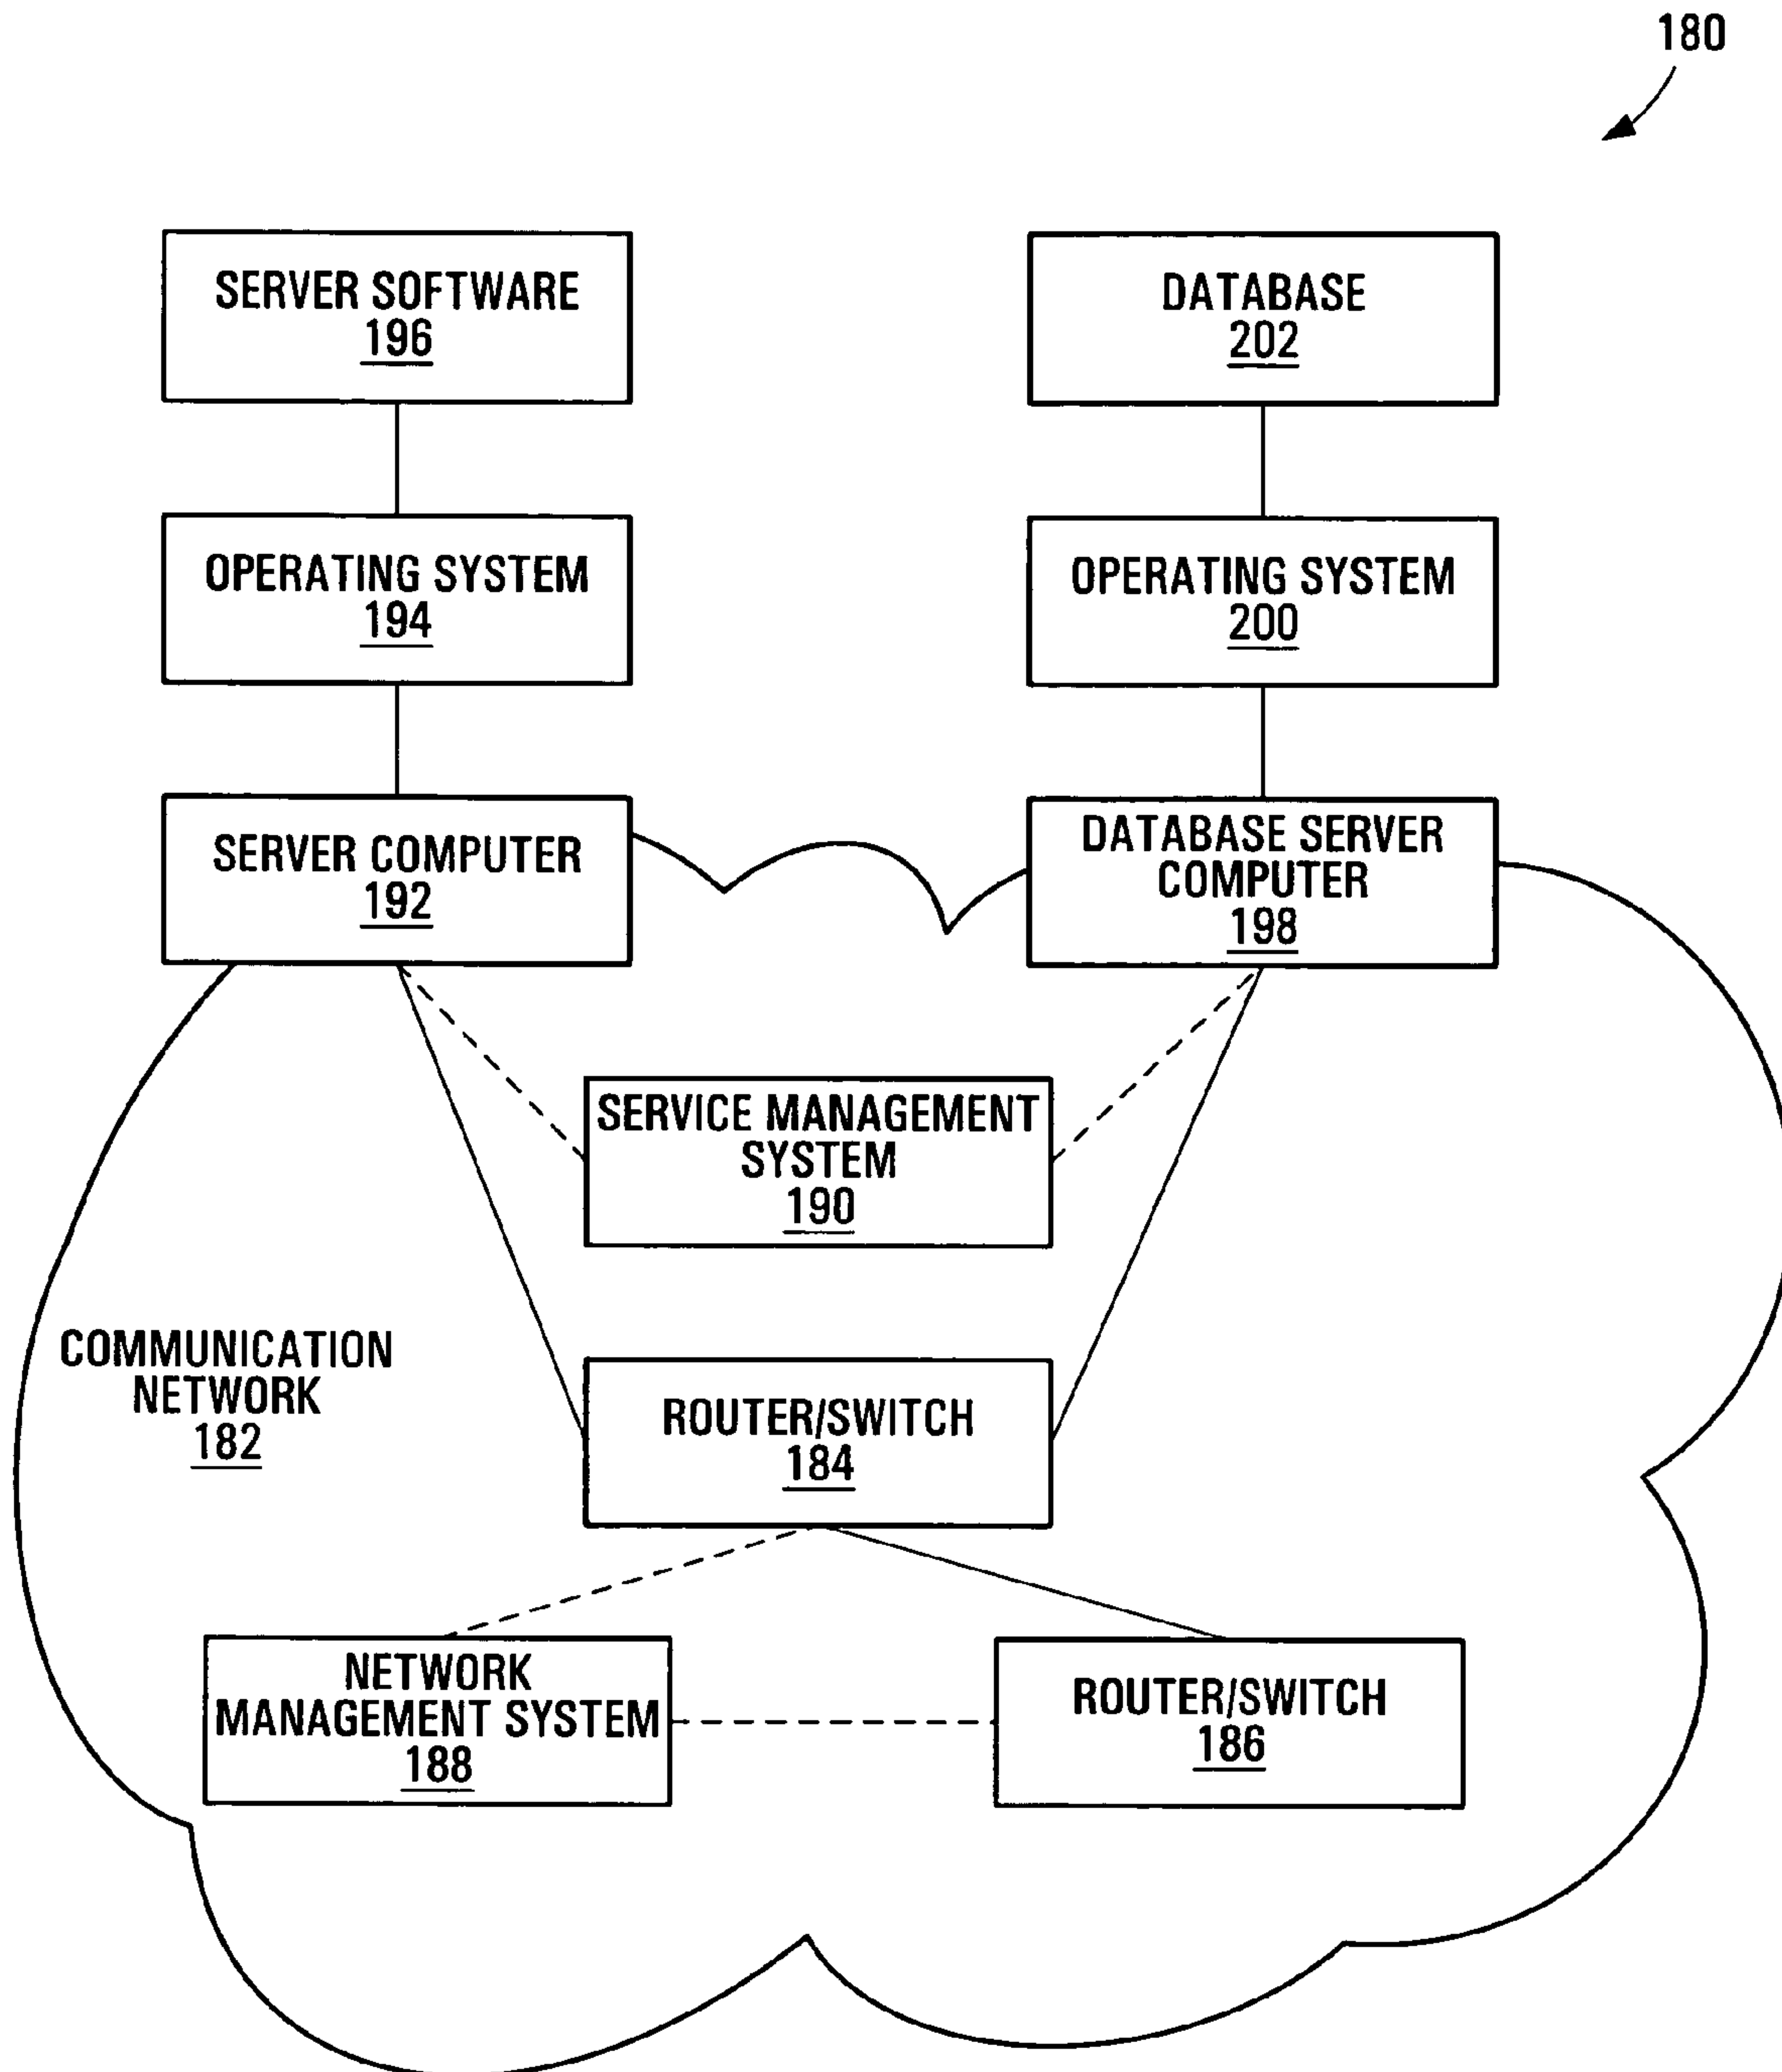 180
SERVER SOFTWARE
196
DATABASE
202
OPERATING SYSTEM
194
OPERATING SYSTEM
200
SERVER COMPUTER
192
DATABASE SERVER
COMPUTER
198
SERVICE MANAGEMENT
SYSTEM
190
COMMUNICATION
NETWORK
182
ROUTER/SWITCH
184
NETWORK
MANAGEMENT SYSTEM
188
ROUTER/SWITCH
186